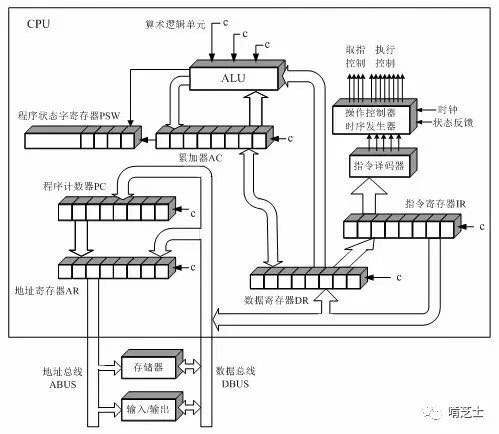 CPU
算术逻辑单元
c
c
c
ALU
取指
控制
执行
控制
操作控制器
时序发生器
时钟
状态反馈
程序状态字寄存器PSW
c
累加器AC
指令译码器
程序计数器PC
c
指令寄存器IR
c
地址寄存器AR
c
数据寄存器DR
c
地址总线
ABUS
存储器
数据总线
DBUS
输入/输出
啃芝士